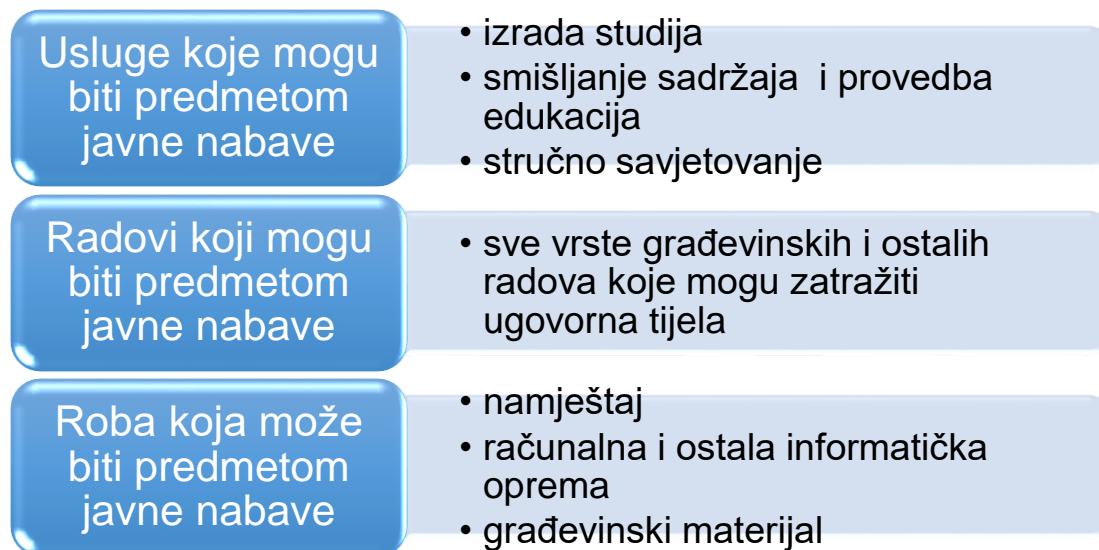 Usluge koje mogu
biti predmetom
javne nabave
• izrada studija
• smišljanje sadržaja  i provedba
edukacija
• stručno savjetovanje
Radovi koji mogu
biti predmetom
javne nabave
• sve vrste građevinskih i ostalih
radova koje mogu zatražiti
ugovorna tijela
Roba koja može
biti predmetom
javne nabave
• namještaj
• računalna i ostala informatička
oprema
• građevinski materijal